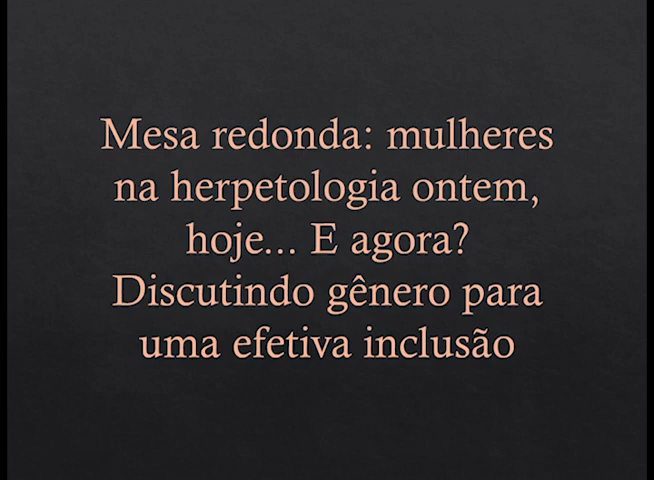 Mesa redonda: mulheres
na herpetologia ontem,
hoje... E agora?
Discutindo gênero para
uma efetiva inclusão